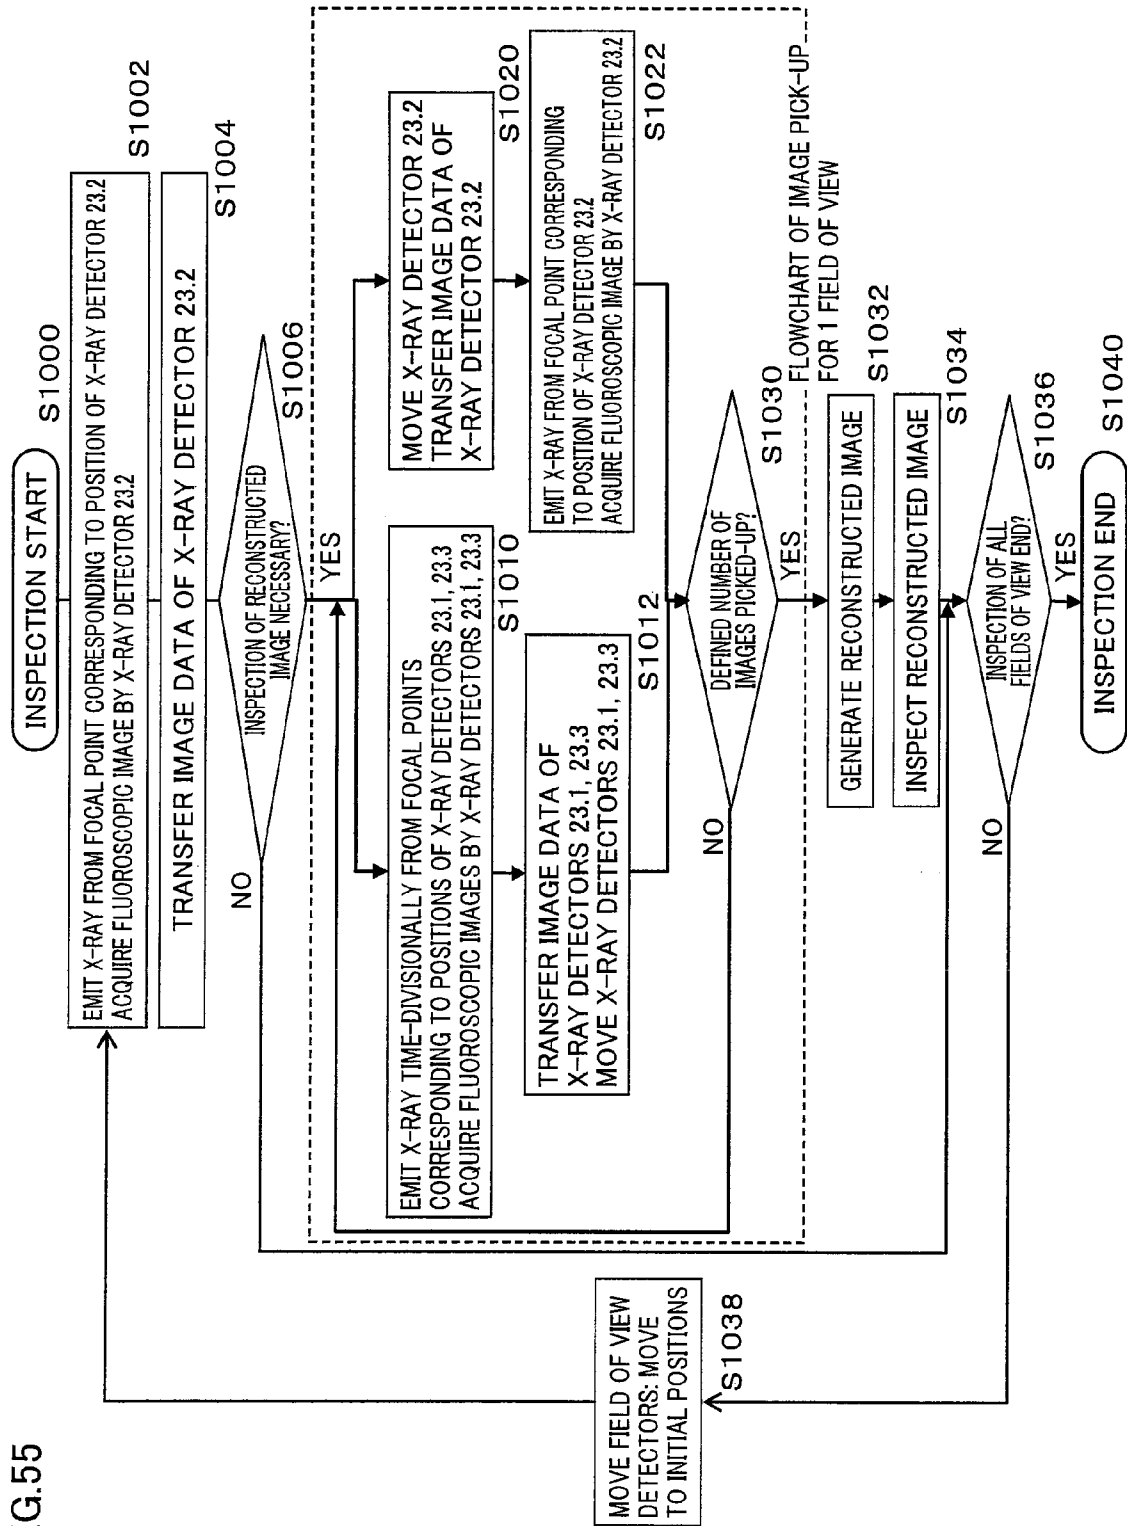 G.55
INSPECTION START
S1000
EMIT X-RAY FROM FOCAL POINT CORRESPONDING TO POSITION OF X-RAY DETECTOR 23.2
ACQUIRE FLUOROSCOPIC IMAGE BY X-RAY DETECTOR 23.2
S1002
TRANSFER IMAGE DATA OF X-RAY DETECTOR 23.2
S1004
INSPECTION OF RECONSTRUCTED
IMAGE NECESSARY?
S1006
NO
YES
EMIT X-RAY TIME-DIVISIONALLY FROM FOCAL POINTS
CORRESPONDING TO POSITIONS OF X-RAY DETECTORS 23.1, 23.3
ACQUIRE FLUOROSCOPIC IMAGES BY X-RAY DETECTORS 23.1, 23.3
S1010
TRANSFER IMAGE DATA OF
X-RAY DETECTORS 23.1, 23.3
MOVE X-RAY DETECTORS 23.1, 23.3
S1012
MOVE X-RAY DETECTOR 23.2
TRANSFER IMAGE DATA OF
X-RAY DETECTOR 23.2
S1020
EMIT X-RAY FROM FOCAL POINT CORRESPONDING
TO POSITION OF X-RAY DETECTOR 23.2
ACQUIRE FLUOROSCOPIC IMAGE BY X-RAY DETECTOR 23.2
S1022
DEFINED NUMBER OF
IMAGES PICKED-UP?
S1030
NO
YES
FLOWCHART OF IMAGE PICK-UP
FOR 1 FIELD OF VIEW
GENERATE RECONSTRUCTED IMAGE
S1032
INSPECT RECONSTRUCTED IMAGE
S1034
INSPECTION OF ALL
FIELDS OF VIEW END?
S1036
NO
YES
MOVE FIELD OF VIEW
DETECTORS: MOVE
TO INITIAL POSITIONS
S1038
INSPECTION END
S1040